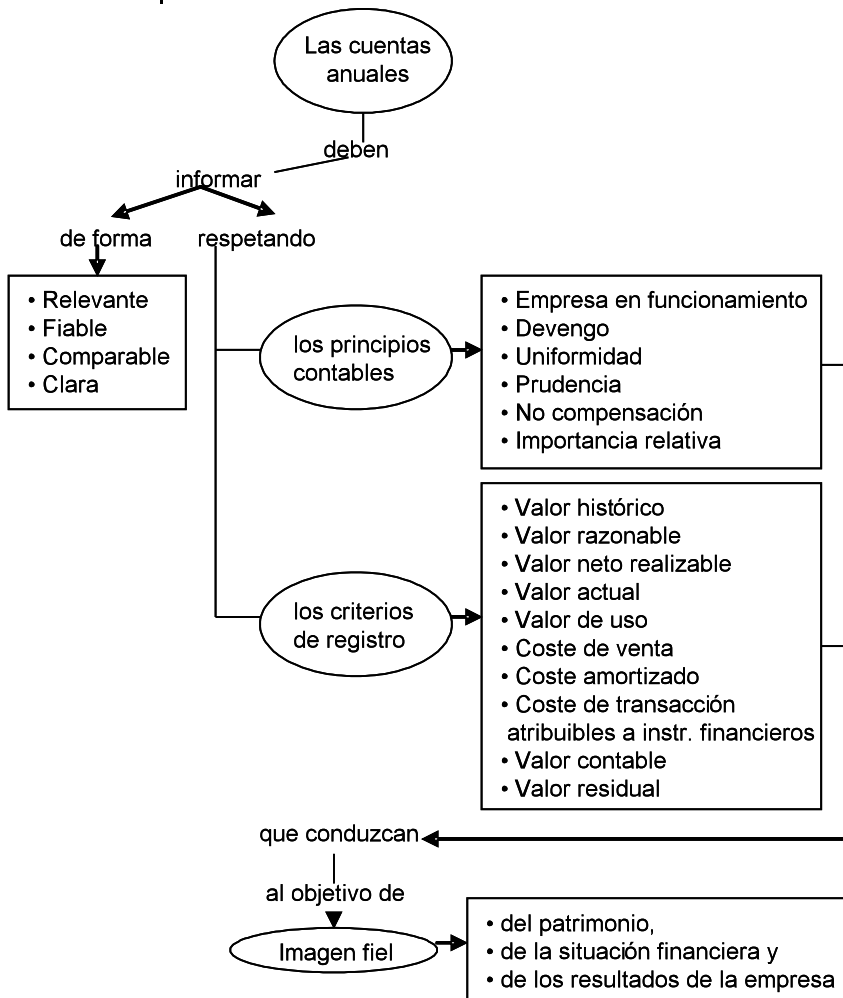 Las cuentas
anuales
deben
informar
de forma
respetando
• Relevante
• Fiable
• Comparable
• Clara
los principios
contables
• Empresa en funcionamiento
• Devengo
• Uniformidad
• Prudencia
• No compensación
• Importancia relativa
los criterios
de registro
• Valor histórico
• Valor razonable
• Valor neto realizable
• Valor actual
• Valor de uso
• Coste de venta
• Coste amortizado
• Coste de transacción
atribuibles a instr. financieros
• Valor contable
• Valor residual
que conduzcan
al objetivo de
Imagen fiel
• del patrimonio,
• de la situación financiera y
• de los resultados de la empresa